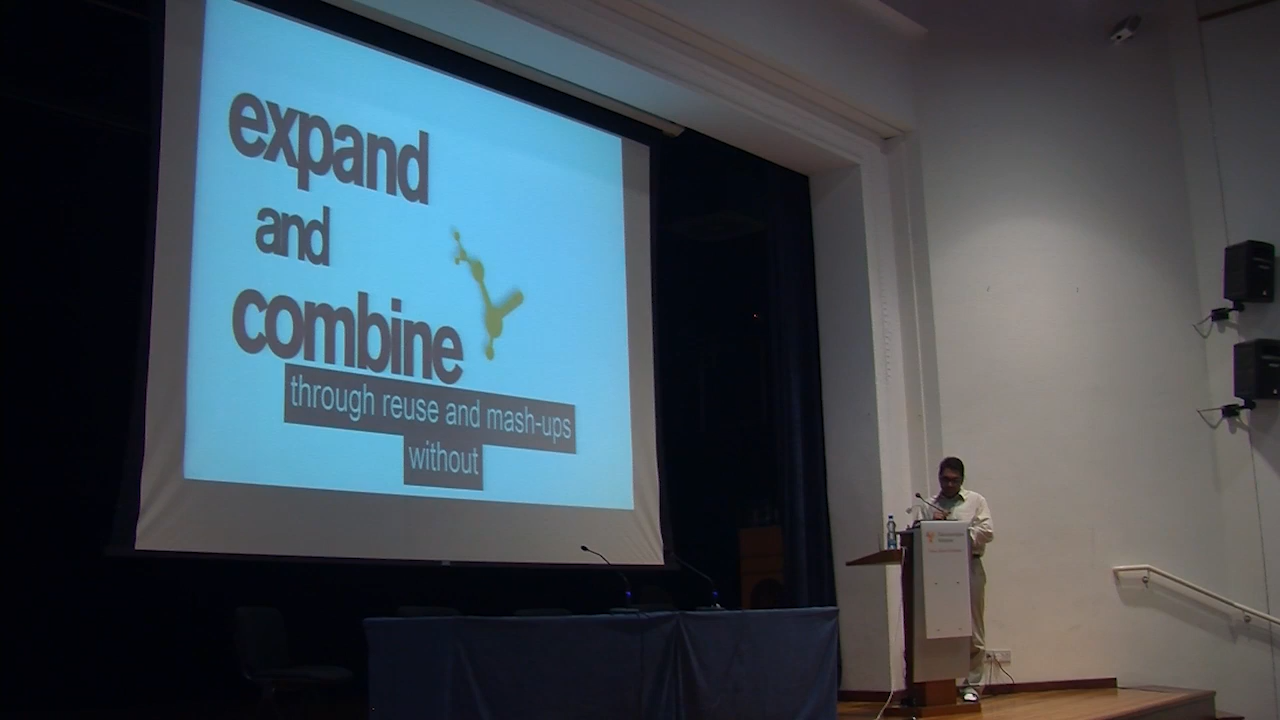 expand
and
combine
through reuse and mash-ups
without